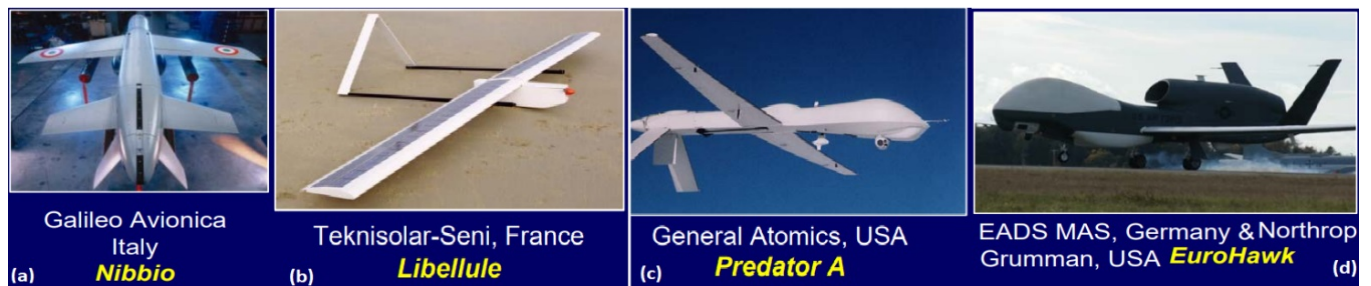 Galileo Avionica
Italy
Nibbio
(a)
Teknisolar-Seni, France
Libellule
(b)
General Atomics, USA
Predator A
(c)
EADS MAS, Germany & Northrop
Grumman, USA EuroHawk
(d)